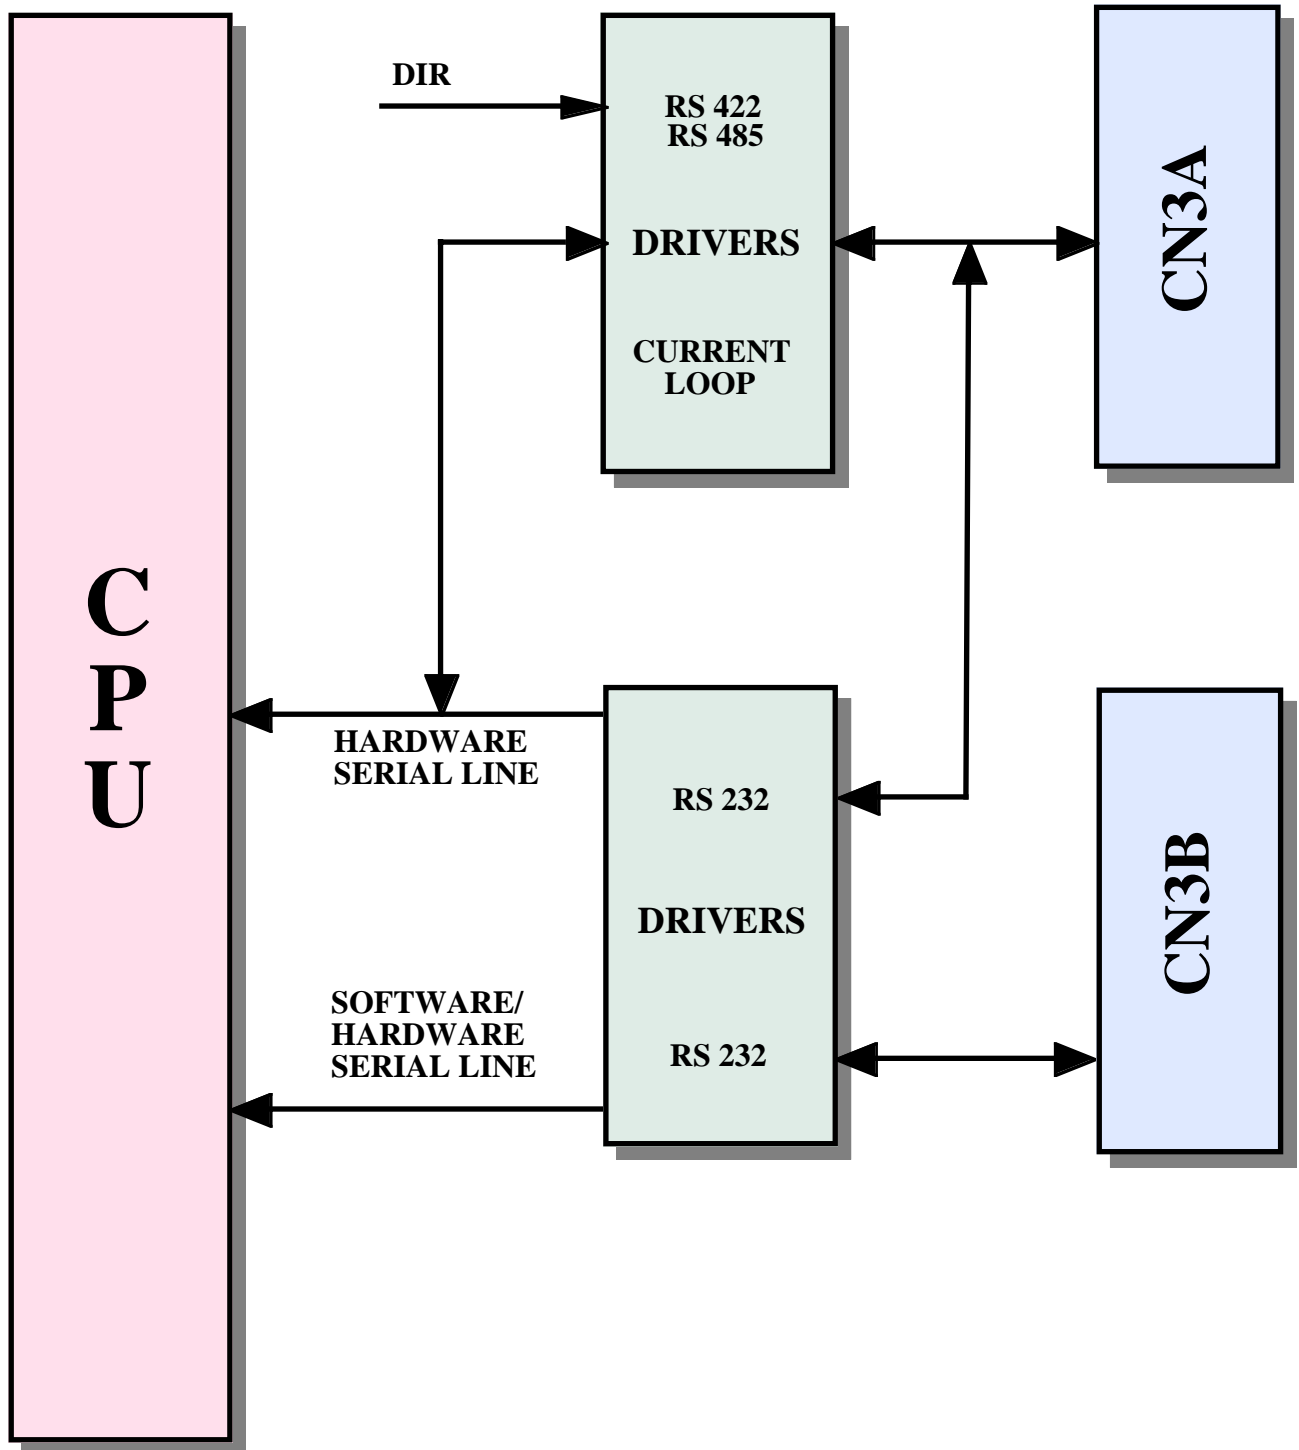 DIR
RS 422
RS 485
DRIVERS
CURRENT
LOOP
CN3A
CPU
HARDWARE
SERIAL LINE
RS 232
DRIVERS
SOFTWARE/
HARDWARE
SERIAL LINE
RS 232
CN3B